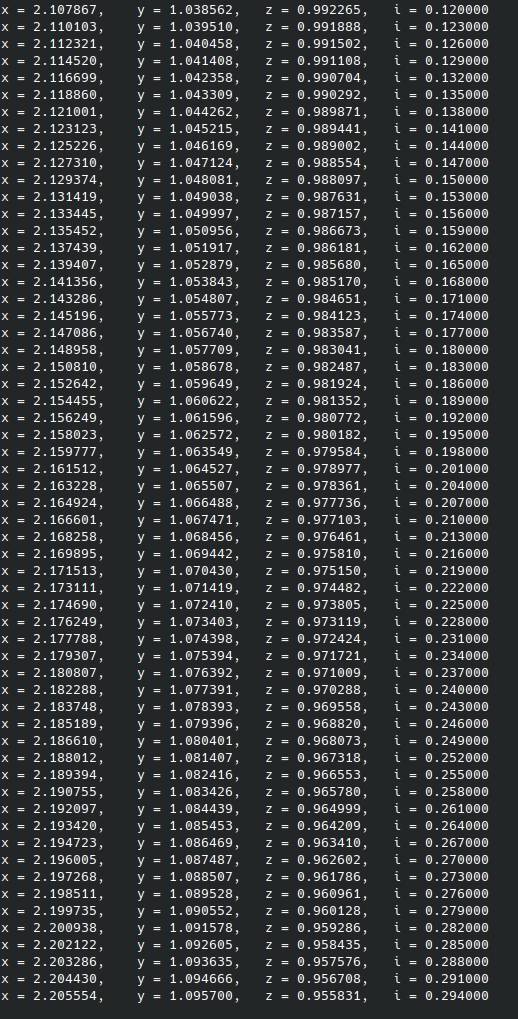 x = 2.107867,    y = 1.038562,   z = 0.992265,   i = 0.120000
x = 2.110103,    y = 1.039510,   z = 0.991888,   i = 0.123000
x = 2.112321,    y = 1.040458,   z = 0.991502,   i = 0.126000
x = 2.114520,    y = 1.041408,   z = 0.991108,   i = 0.129000
x = 2.116699,    y = 1.042358,   z = 0.990704,   i = 0.132000
x = 2.118860,    y = 1.043309,   z = 0.990292,   i = 0.135000
x = 2.121001,    y = 1.044262,   z = 0.989871,   i = 0.138000
x = 2.123123,    y = 1.045215,   z = 0.989441,   i = 0.141000
x = 2.125226,    y = 1.046169,   z = 0.989002,   i = 0.144000
x = 2.127310,    y = 1.047124,   z = 0.988554,   i = 0.147000
x = 2.129374,    y = 1.048081,   z = 0.988097,   i = 0.150000
x = 2.131419,    y = 1.049038,   z = 0.987631,   i = 0.153000
x = 2.133445,    y = 1.049997,   z = 0.987157,   i = 0.156000
x = 2.135452,    y = 1.050956,   z = 0.986673,   i = 0.159000
x = 2.137439,    y = 1.051917,   z = 0.986181,   i = 0.162000
x = 2.139407,    y = 1.052879,   z = 0.985680,   i = 0.165000
x = 2.141356,    y = 1.053843,   z = 0.985170,   i = 0.168000
x = 2.143286,    y = 1.054807,   z = 0.984651,   i = 0.171000
x = 2.145196,    y = 1.055773,   z = 0.984123,   i = 0.174000
x = 2.147086,    y = 1.056740,   z = 0.983587,   i = 0.177000
x = 2.148958,    y = 1.057709,   z = 0.983041,   i = 0.180000
x = 2.150810,    y = 1.058678,   z = 0.982487,   i = 0.183000
x = 2.152642,    y = 1.059649,   z = 0.981924,   i = 0.186000
x = 2.154455,    y = 1.060622,   z = 0.981352,   i = 0.189000
x = 2.156249,    y = 1.061596,   z = 0.980772,   i = 0.192000
x = 2.158023,    y = 1.062572,   z = 0.980182,   i = 0.195000
x = 2.159777,    y = 1.063549,   z = 0.979584,   i = 0.198000
x = 2.161512,    y = 1.064527,   z = 0.978977,   i = 0.201000
x = 2.163228,    y = 1.065507,   z = 0.978361,   i = 0.204000
x = 2.164924,    y = 1.066488,   z = 0.977736,   i = 0.207000
x = 2.166601,    y = 1.067471,   z = 0.977103,   i = 0.210000
x = 2.168258,    y = 1.068456,   z = 0.976461,   i = 0.213000
x = 2.169895,    y = 1.069442,   z = 0.975810,   i = 0.216000
x = 2.171513,    y = 1.070430,   z = 0.975150,   i = 0.219000
x = 2.173111,    y = 1.071419,   z = 0.974482,   i = 0.222000
x = 2.174690,    y = 1.072410,   z = 0.973805,   i = 0.225000
x = 2.176249,    y = 1.073403,   z = 0.973119,   i = 0.228000
x = 2.177788,    y = 1.074398,   z = 0.972424,   i = 0.231000
x = 2.179307,    y = 1.075394,   z = 0.971721,   i = 0.234000
x = 2.180807,    y = 1.076392,   z = 0.971009,   i = 0.237000
x = 2.182288,    y = 1.077391,   z = 0.970288,   i = 0.240000
x = 2.183748,    y = 1.078393,   z = 0.969558,   i = 0.243000
x = 2.185189,    y = 1.079396,   z = 0.968820,   i = 0.246000
x = 2.186610,    y = 1.080401,   z = 0.968073,   i = 0.249000
x = 2.188012,    y = 1.081407,   z = 0.967318,   i = 0.252000
x = 2.189394,    y = 1.082416,   z = 0.966553,   i = 0.255000
x = 2.190755,    y = 1.083426,   z = 0.965780,   i = 0.258000
x = 2.192097,    y = 1.084439,   z = 0.964999,   i = 0.261000
x = 2.193420,    y = 1.085453,   z = 0.964209,   i = 0.264000
x = 2.194723,    y = 1.086469,   z = 0.963410,   i = 0.267000
x = 2.196005,    y = 1.087487,   z = 0.962602,   i = 0.270000
x = 2.197268,    y = 1.088507,   z = 0.961786,   i = 0.273000
x = 2.198511,    y = 1.089528,   z = 0.960961,   i = 0.276000
x = 2.199735,    y = 1.090552,   z = 0.960128,   i = 0.279000
x = 2.200938,    y = 1.091578,   z = 0.959286,   i = 0.282000
x = 2.202122,    y = 1.092605,   z = 0.958435,   i = 0.285000
x = 2.203286,    y = 1.093635,   z = 0.957576,   i = 0.288000
x = 2.204430,    y = 1.094666,   z = 0.956708,   i = 0.291000
x = 2.205554,    y = 1.095700,   z = 0.955831,   i = 0.294000